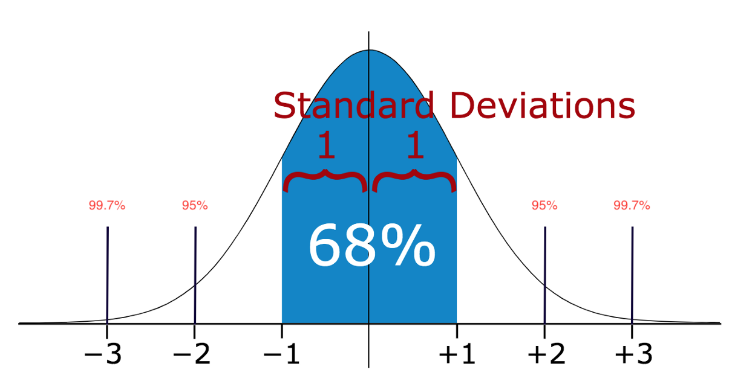 Standard Deviations
1 1
99.7% 95% 95% 99.7%
68%
−3 −2 −1 +1 +2 +3